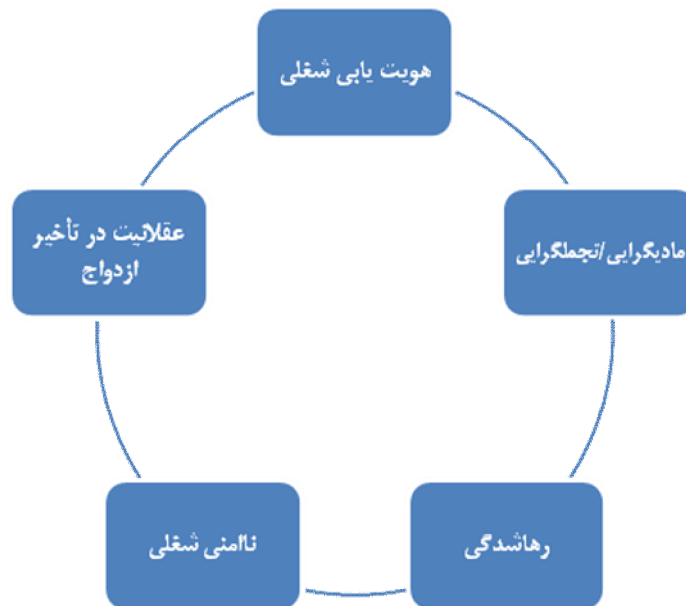 هویت یابی شغلی
مادیگرایی/تجملگرایی
رهاشدگی
ناامنی شغلی
عقلانیت در تأخیر
ازدواج